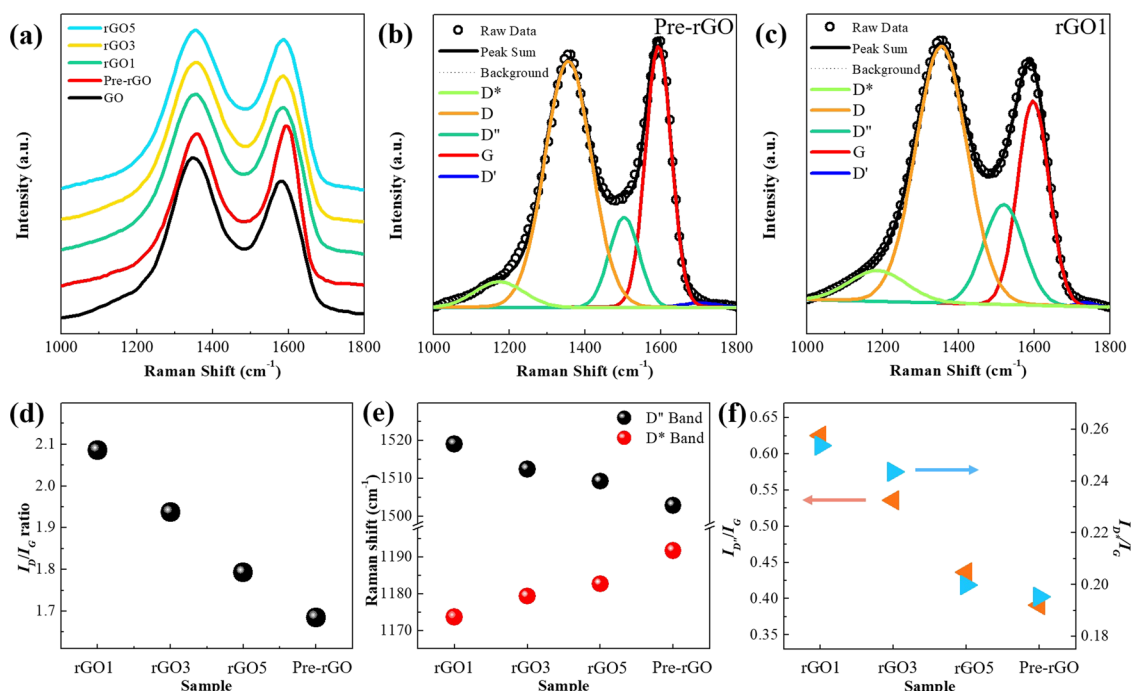 (a)
rGO5
rGO3
rGO1
Pre-rGO
GO
Intensity (a.u.)
1000 1200 1400 1600 1800
Raman Shift (cm⁻¹)
(b)
Pre-rGO
Raw Data
Peak Sum
Background
D*
D
D"
G
D'
Intensity (a.u.)
1000 1200 1400 1600 1800
Raman Shift (cm⁻¹)
(c)
rGO1
Raw Data
Peak Sum
Background
D*
D
D"
G
D'
Intensity (a.u.)
1000 1200 1400 1600 1800
Raman Shift (cm⁻¹)
(d)
I_D/I_G ratio
2.1
2.0
1.9
1.8
1.7
rGO1 rGO3 rGO5 Pre-rGO
Sample
(e)
D" Band
D* Band
Raman shift (cm⁻¹)
1520
1510
1500
1190
1180
1170
rGO1 rGO3 rGO5 Pre-rGO
Sample
(f)
I_D"/I_G
0.65
0.60
0.55
0.50
0.45
0.40
0.35
0.26
0.24
0.22
0.20
0.18
I_D*/I_G
rGO1 rGO3 rGO5 Pre-rGO
Sample